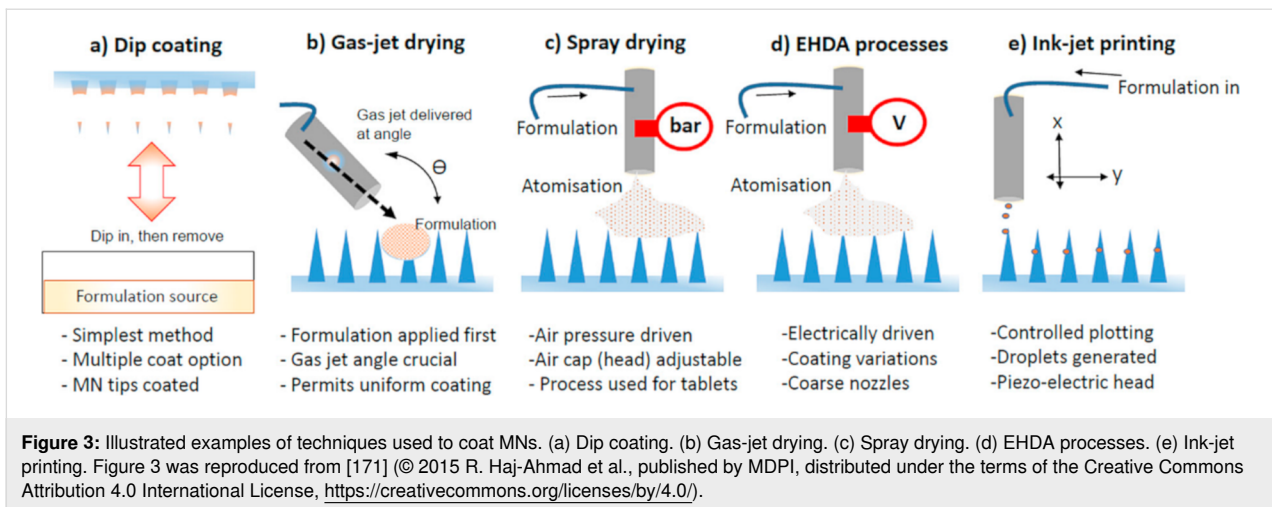 a) Dip coating
Dip in, then remove
Formulation source
- Simplest method
- Multiple coat option
- MN tips coated
b) Gas-jet drying
Gas jet delivered
at angle
Θ
Formulation
- Formulation applied first
- Gas jet angle crucial
- Permits uniform coating
c) Spray drying
Formulation
bar
Atomisation
-Air pressure driven
-Air cap (head) adjustable
- Process used for tablets
d) EHDA processes
Formulation
V
Atomisation
-Electrically driven
-Coating variations
-Coarse nozzles
e) Ink-jet printing
Formulation in
x
y
-Controlled plotting
-Droplets generated
-Piezo-electric head
Figure 3: Illustrated examples of techniques used to coat MNs. (a) Dip coating. (b) Gas-jet drying. (c) Spray drying. (d) EHDA processes. (e) Ink-jet
printing. Figure 3 was reproduced from [171] (© 2015 R. Haj-Ahmad et al., published by MDPI, distributed under the terms of the Creative Commons
Attribution 4.0 International License, https://creativecommons.org/licenses/by/4.0/).